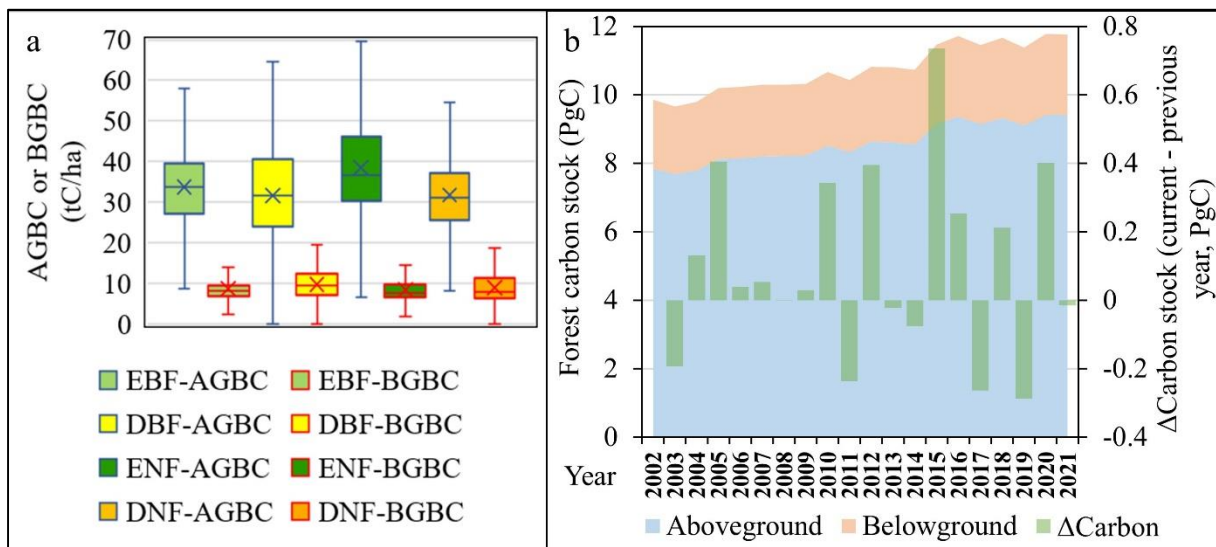 a
AGBC or BGBC
(tC/ha)
70
60
50
40
30
20
10
0
EBF-AGBC EBF-BGBC
DBF-AGBC DBF-BGBC
ENF-AGBC ENF-BGBC
DNF-AGBC DNF-BGBC
b
Forest carbon stock (PgC)
12
10
8
6
4
2
0
0.8
0.6
0.4
0.2
0
-0.2
-0.4
ΔCarbon stock (current - previous
year, PgC)
Year
2002 2003 2004 2005 2006 2007 2008 2009 2010 2011 2012 2013 2014 2015 2016 2017 2018 2019 2020 2021
Aboveground Belowground ΔCarbon